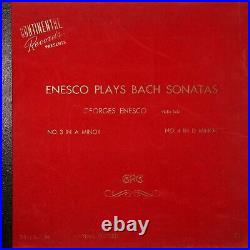 CONTINENTAL
Records
PRESENTS
ENESCO PLAYS BACH SONATAS
GEORGES ENESCO
NO. 3 IN A MINOR NO. 4 IN D MINOR